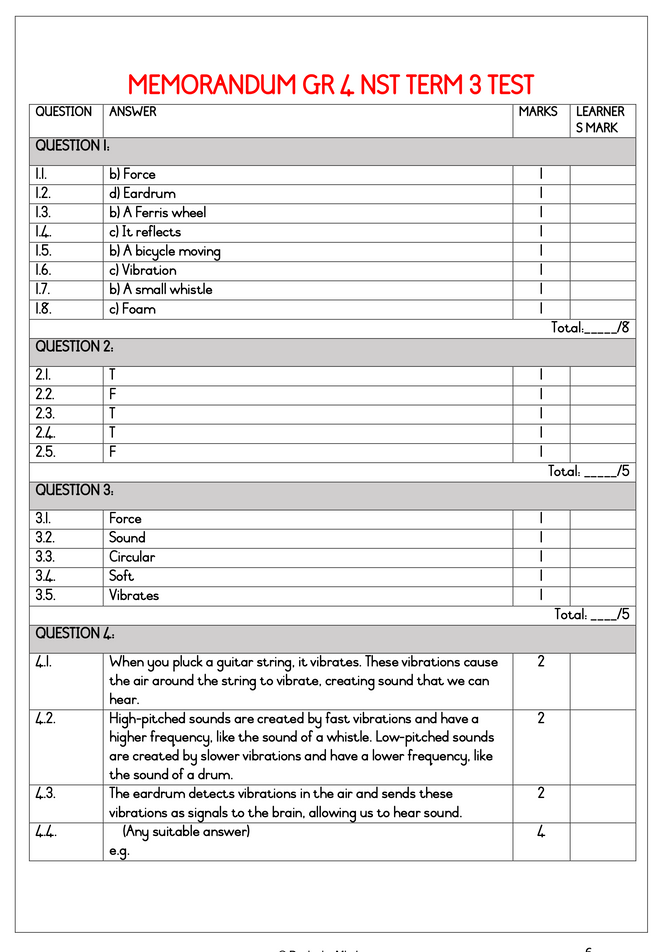 MEMORANDUM GR 4 NST TERM 3 TEST
QUESTION ANSWER MARKS LEARNER
S MARK
QUESTION 1:
1.1. b) Force 1
1.2. d) Eardrum 1
1.3. b) A Ferris wheel 1
1.4. c) It reflects 1
1.5. b) A bicycle moving 1
1.6. c) Vibration 1
1.7. b) A small whistle 1
1.8. c) Foam 1
Total:_____/8
QUESTION 2:
2.1. T 1
2.2. F 1
2.3. T 1
2.4. T 1
2.5. F 1
Total: _____/5
QUESTION 3:
3.1. Force 1
3.2. Sound 1
3.3. Circular 1
3.4. Soft 1
3.5. Vibrates 1
Total: ____/5
QUESTION 4:
4.1. When you pluck a guitar string, it vibrates. These vibrations cause 2
the air around the string to vibrate, creating sound that we can
hear.
4.2. High-pitched sounds are created by fast vibrations and have a 2
higher frequency, like the sound of a whistle. Low-pitched sounds
are created by slower vibrations and have a lower frequency, like
the sound of a drum.
4.3. The eardrum detects vibrations in the air and sends these 2
vibrations as signals to the brain, allowing us to hear sound.
4.4. (Any suitable answer) 4
e.g.